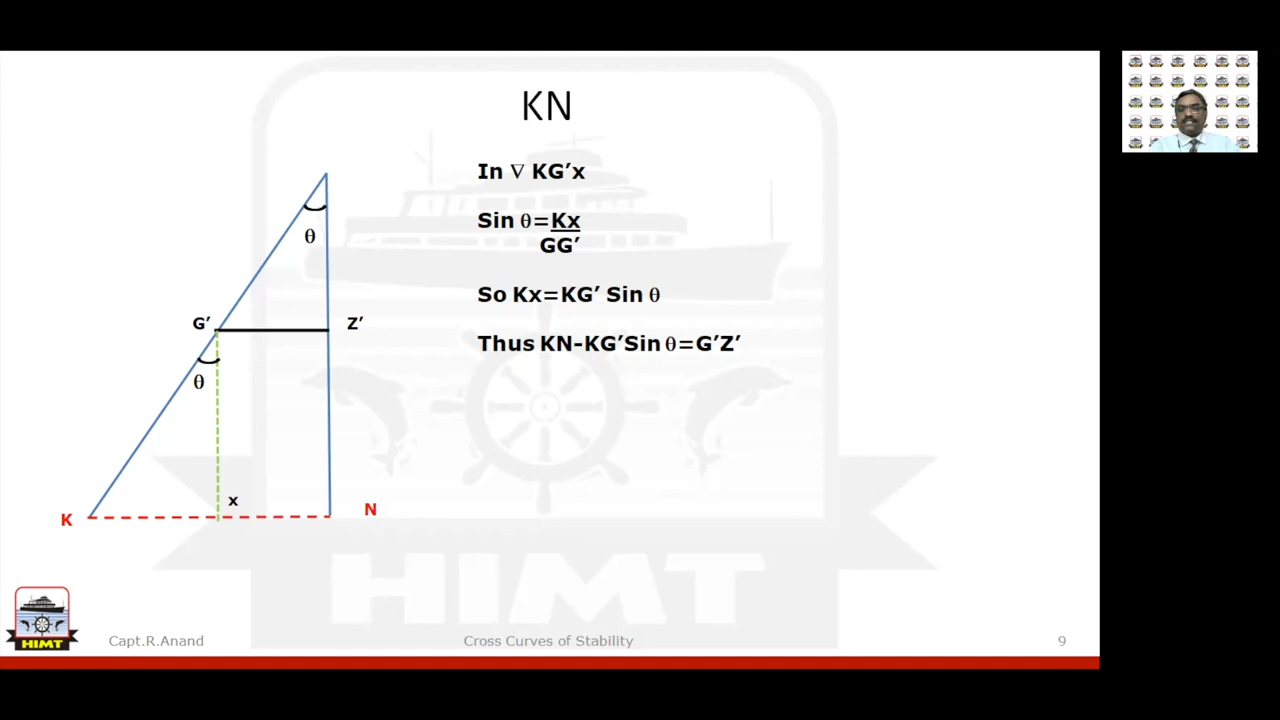 KN
In ∇ KG’x
Sin θ=Kx
GG’
So Kx=KG’ Sin θ
Thus KN-KG’Sin θ=G’Z’
θ
G’
Z’
θ
x
K
N
HIMT
HIMT
Capt.R.Anand
Cross Curves of Stability
9